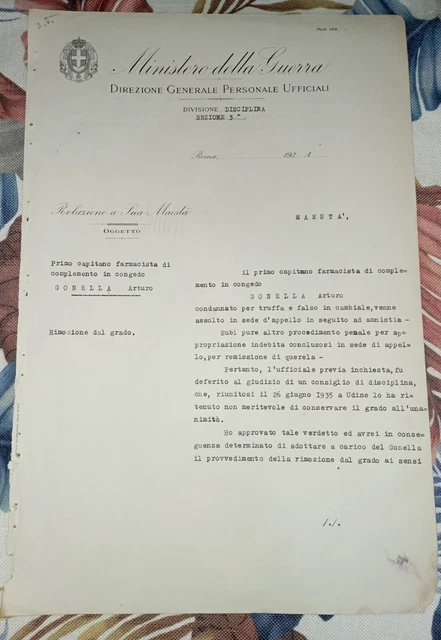 Ministero della Guerra
DIREZIONE GENERALE PERSONALE UFFICIALI
DIVISIONE DISCIPLINA
SEZIONE 3^
Roma, 193
Relazione a Sua Maestà
OGGETTO
MAESTA',
Primo capitano farmacista di
complemento in congedo
GONELLA Arturo
Rimozione dal grado.
il primo capitano farmacista di comple-
mento in congedo
GONELLA Arturo
condannato per truffa e falso in cambiale, venne
assolto in sede d'appello in seguito ad amnistia -
Subì pure altro procedimento penale per ap-
propriazione indebita conclusosi in sede di appel-
lo, per remissione di querela -
Pertanto, l'ufficiale previa inchiesta, fu
deferito al giudizio di un consiglio di disciplina,
che, riunitosi il 26 giugno 1935 a Udine lo ha ri-
tenuto non meritevole di conservare il grado all'una-
nimità.
Ho approvato tale verdetto ed avrei in conse-
guenza determinato di adottare a carico del Gonella
il provvedimento della rimozione dal grado ai sensi
./.